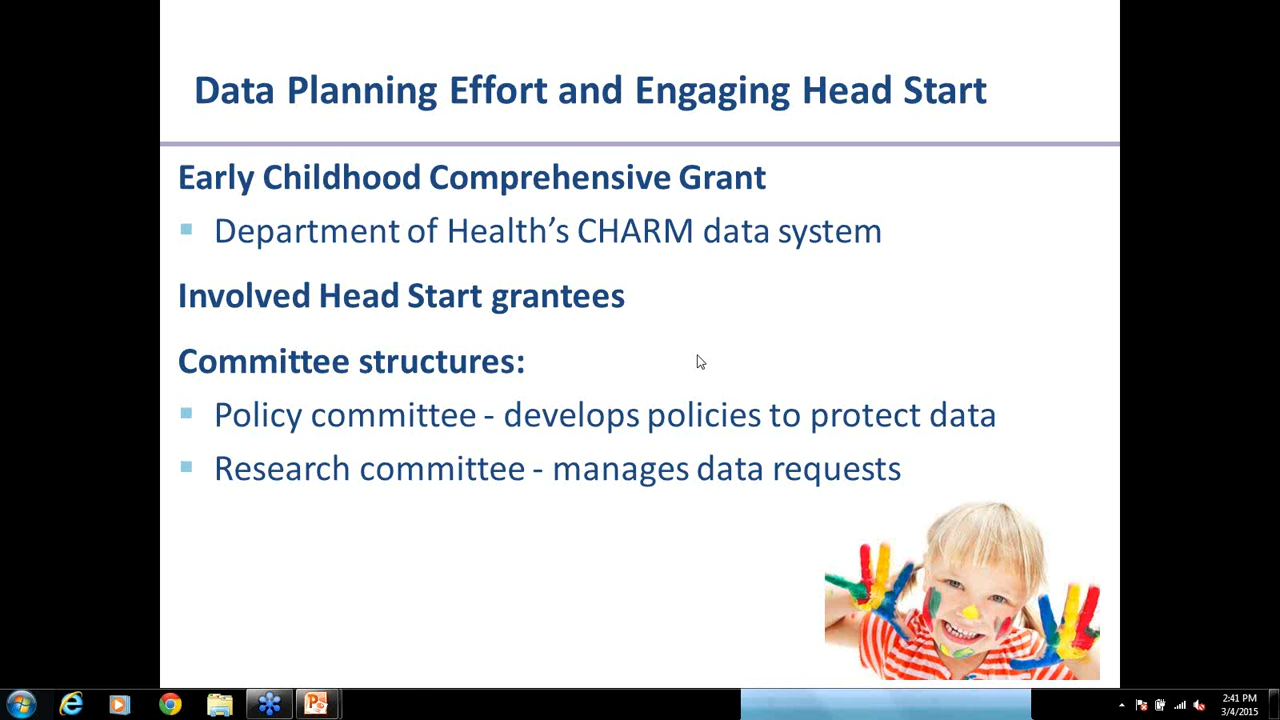 Data Planning Effort and Engaging Head Start
Early Childhood Comprehensive Grant
Department of Health’s CHARM data system
Involved Head Start grantees
Committee structures:
Policy committee - develops policies to protect data
Research committee - manages data requests
2:41 PM
3/4/2015